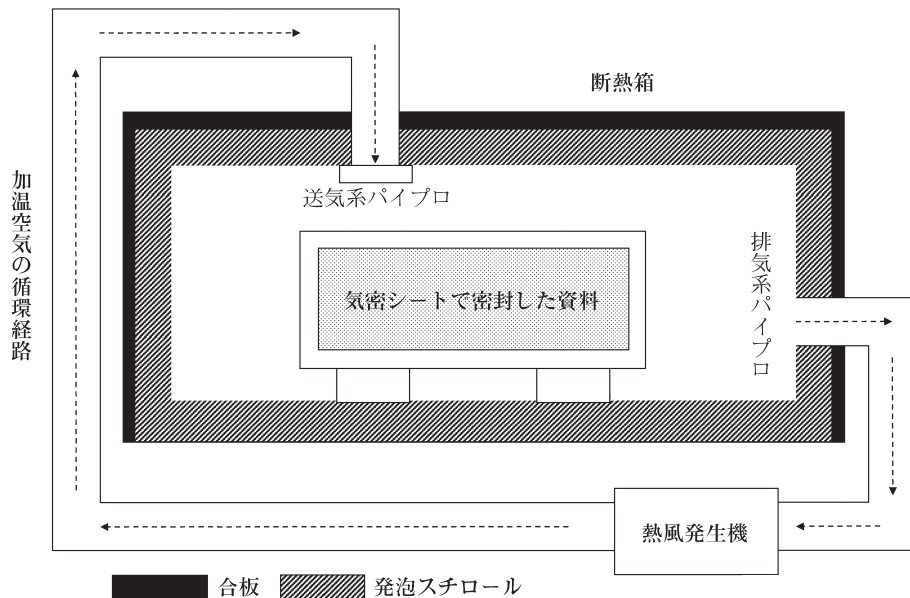 断熱箱
加温空気の循環経路
送気系パイプロ
排気系パイプロ
気密シートで密封した資料
熱風発生機
合板
発泡スチロール